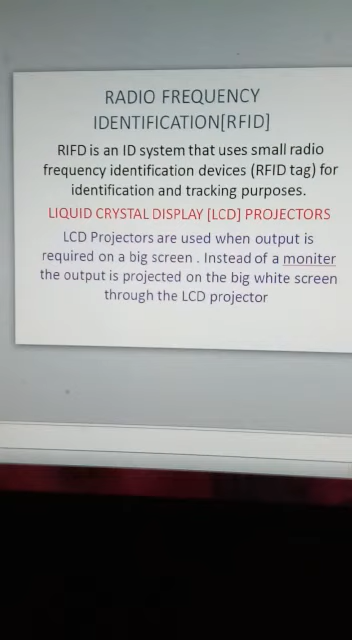 RADIO FREQUENCY
IDENTIFICATION[RFID]
RIFD is an ID system that uses small radio
frequency identification devices (RFID tag) for
identification and tracking purposes.
LIQUID CRYSTAL DISPLAY [LCD] PROJECTORS
LCD Projectors are used when output is
required on a big screen . Instead of a moniter
the output is projected on the big white screen
through the LCD projector